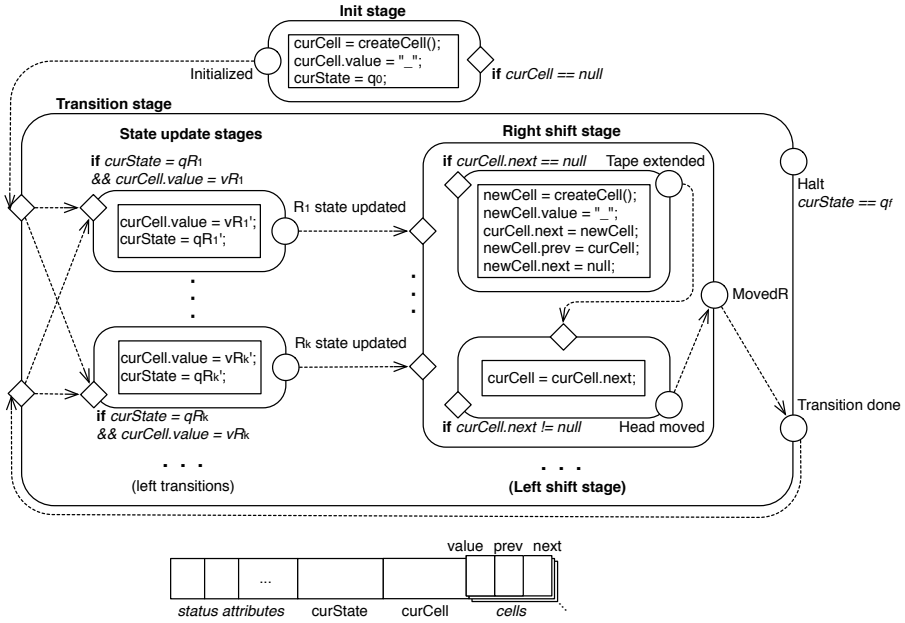 Init stage
curCell = createCell();
curCell.value = "_";
curState = q0;
Initialized
if curCell == null
Transition stage
State update stages
if curState = qR1
&& curCell.value = vR1
curCell.value = vR1';
curState = qR1';
R1 state updated
. . .
curCell.value = vRk';
curState = qRk';
Rk state updated
if curState = qRk
&& curCell.value = vRk
. . .
(left transitions)
Right shift stage
if curCell.next == null
Tape extended
newCell = createCell();
newCell.value = "_";
curCell.next = newCell;
newCell.prev = curCell;
newCell.next = null;
. . .
curCell = curCell.next;
if curCell.next != null
Head moved
. . .
(Left shift stage)
MovedR
Halt
curState == qf
Transition done
value prev next
...
status attributes curState curCell cells